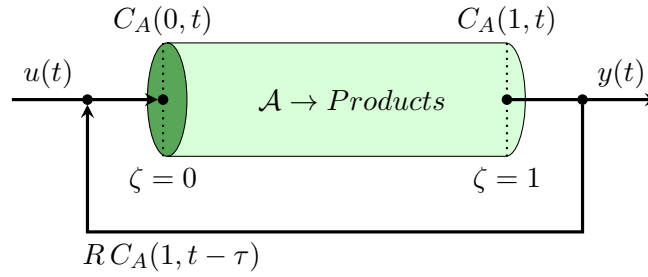 C_A(0, t)
C_A(1, t)
u(t)
y(t)
𝒜 → Products
ζ = 0
ζ = 1
R C_A(1, t − τ)